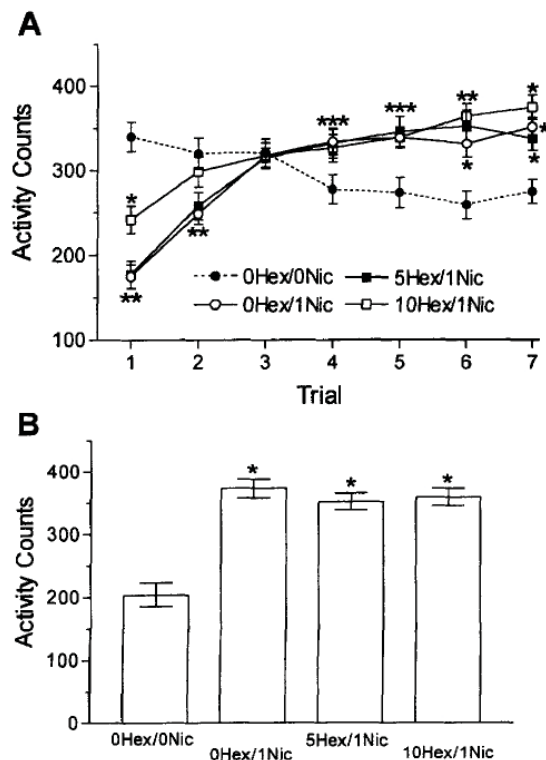 A
Activity Counts
400
300
200
100
*
**
**
***
***
**
*
*
*
*
0Hex/0Nic
5Hex/1Nic
0Hex/1Nic
10Hex/1Nic
1 2 3 4 5 6 7
Trial
B
Activity Counts
400
300
200
100
0
* * *
0Hex/0Nic
0Hex/1Nic
5Hex/1Nic
10Hex/1Nic